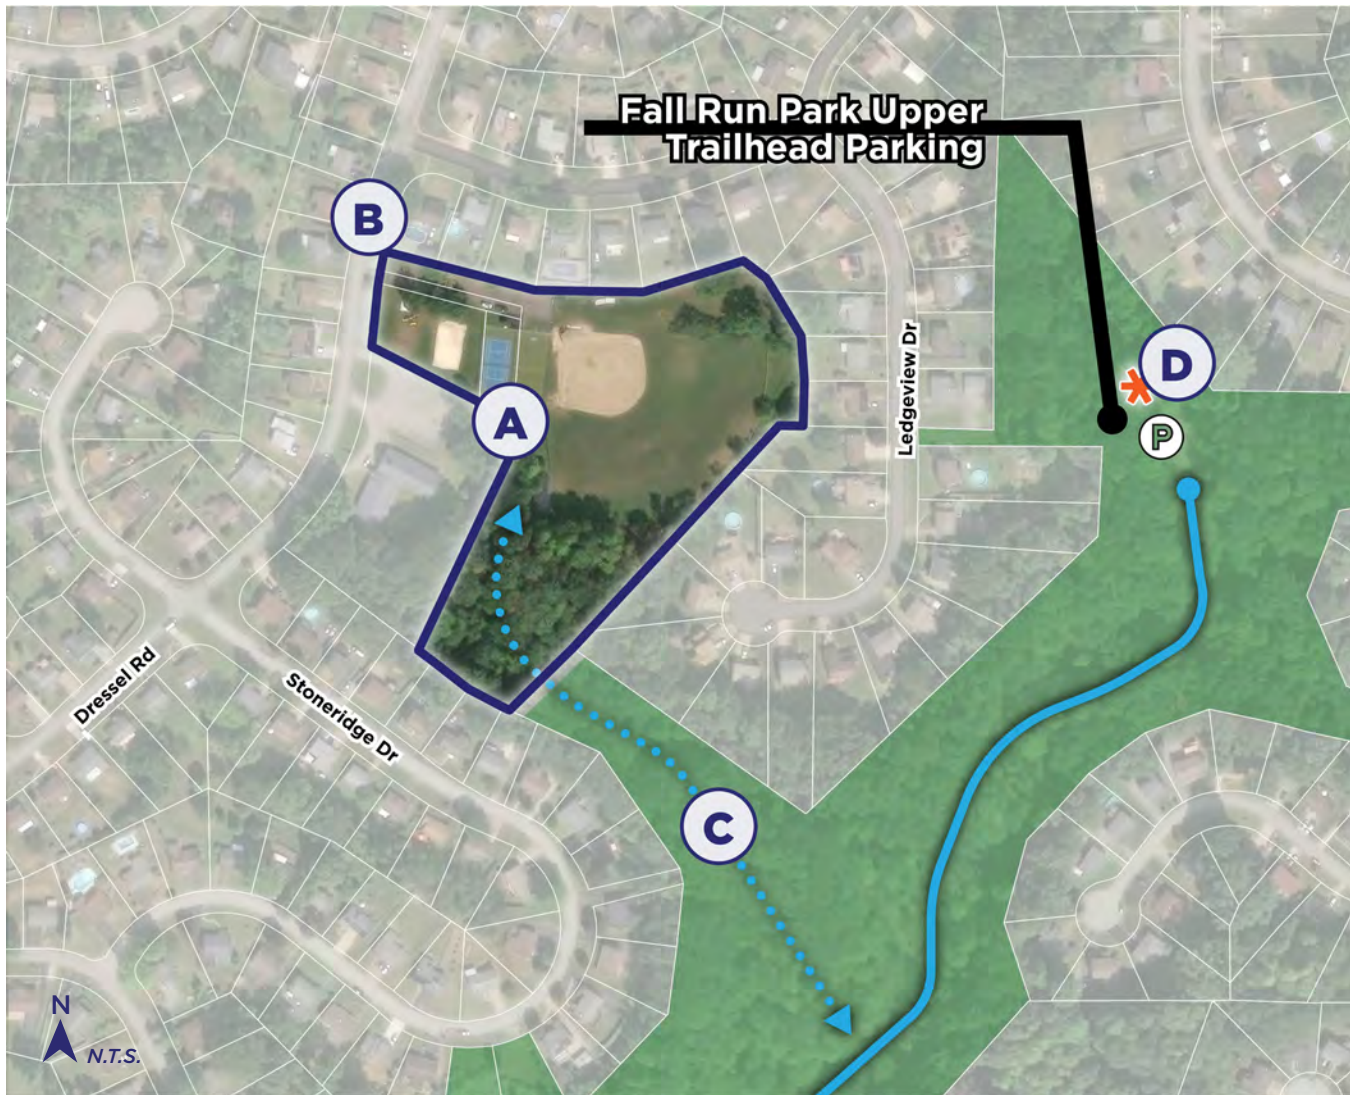 Fall Run Park Upper
Trailhead Parking
B
D
A
P
Ledgeview Dr
Dressel Rd
Stoneridge Dr
C
N
N.T.S.